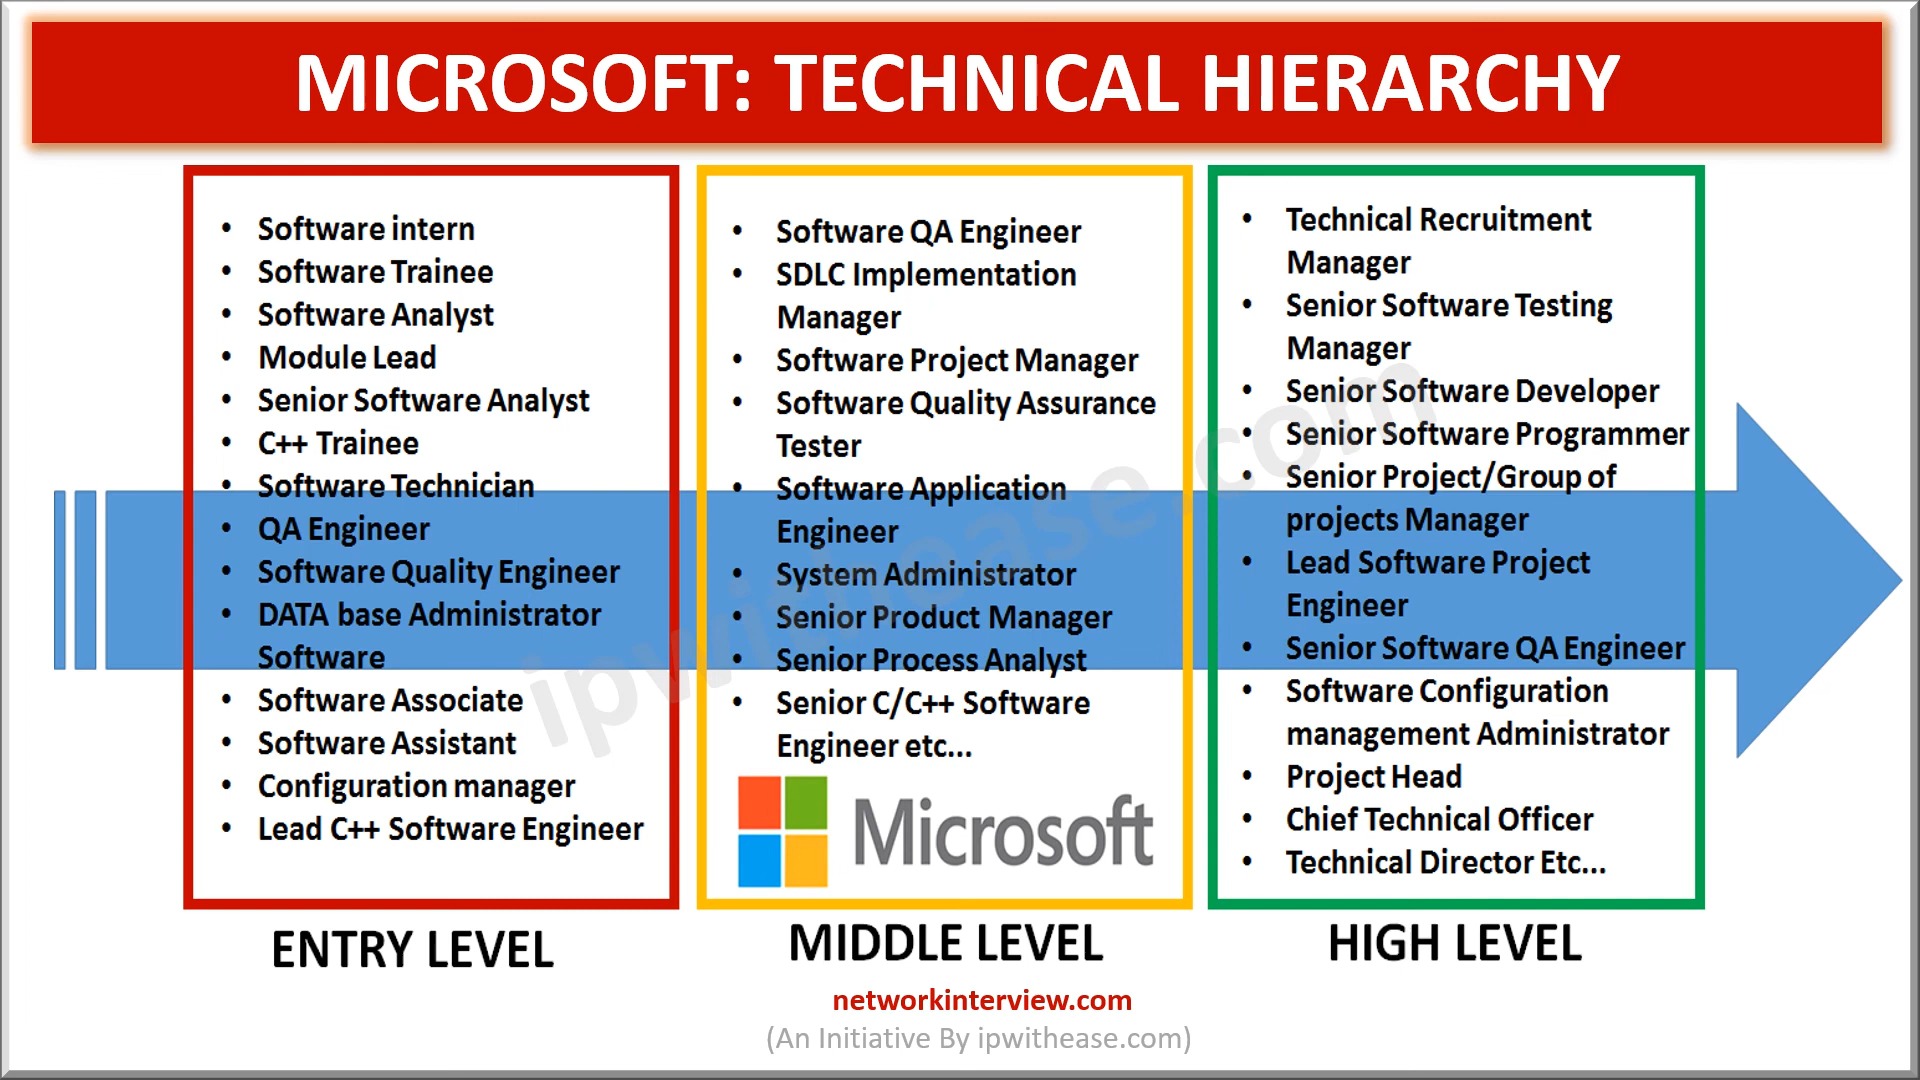 MICROSOFT: TECHNICAL HIERARCHY
• Software intern
• Software Trainee
• Software Analyst
• Module Lead
• Senior Software Analyst
• C++ Trainee
• Software Technician
• QA Engineer
• Software Quality Engineer
• DATA base Administrator
Software
• Software Associate
• Software Assistant
• Configuration manager
• Lead C++ Software Engineer
ENTRY LEVEL
• Software QA Engineer
• SDLC Implementation
Manager
• Software Project Manager
• Software Quality Assurance
Tester
• Software Application
Engineer
• System Administrator
• Senior Product Manager
• Senior Process Analyst
• Senior C/C++ Software
Engineer etc...
Microsoft
MIDDLE LEVEL
• Technical Recruitment
Manager
• Senior Software Testing
Manager
• Senior Software Developer
• Senior Software Programmer
• Senior Project/Group of
projects Manager
• Lead Software Project
Engineer
• Senior Software QA Engineer
• Software Configuration
management Administrator
• Project Head
• Chief Technical Officer
• Technical Director Etc...
HIGH LEVEL
ipwithease.com
networkinterview.com
(An Initiative By ipwithease.com)